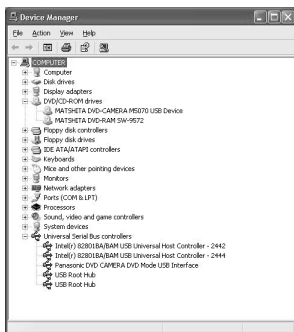 Device Manager
File Action View Help
COMPUTER
Computer
Disk drives
Display adapters
DVD/CD-ROM drives
MATSHITA DVD-CAMERA M5070 USB Device
MATSHITA DVD-RAM SW-9572
Floppy disk controllers
Floppy disk drives
IDE ATA/ATAPI controllers
Keyboards
Mice and other pointing devices
Monitors
Network adapters
Ports (COM & LPT)
Processors
Sound, video and game controllers
System devices
Universal Serial Bus controllers
Intel(r) 82801BA/BAM USB Universal Host Controller - 2442
Intel(r) 82801BA/BAM USB Universal Host Controller - 2444
Panasonic DVD CAMERA DVD Mode USB Interface
USB Root Hub
USB Root Hub